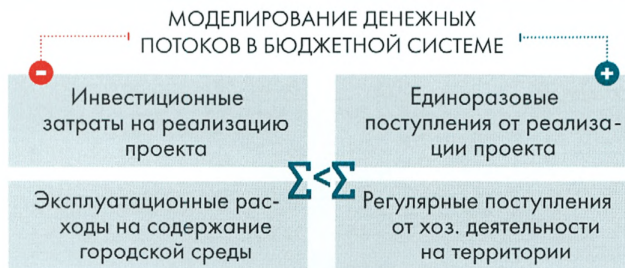 МОДЕЛИРОВАНИЕ ДЕНЕЖНЫХ
ПОТОКОВ В БЮДЖЕТНОЙ СИСТЕМЕ
Инвестиционные
затраты на реализацию
проекта
Единоразовые
поступления от реализа-
ции проекта
Σ<Σ
Эксплуатационные рас-
ходы на содержание
городской среды
Регулярные поступления
от хоз. деятельности
на территории